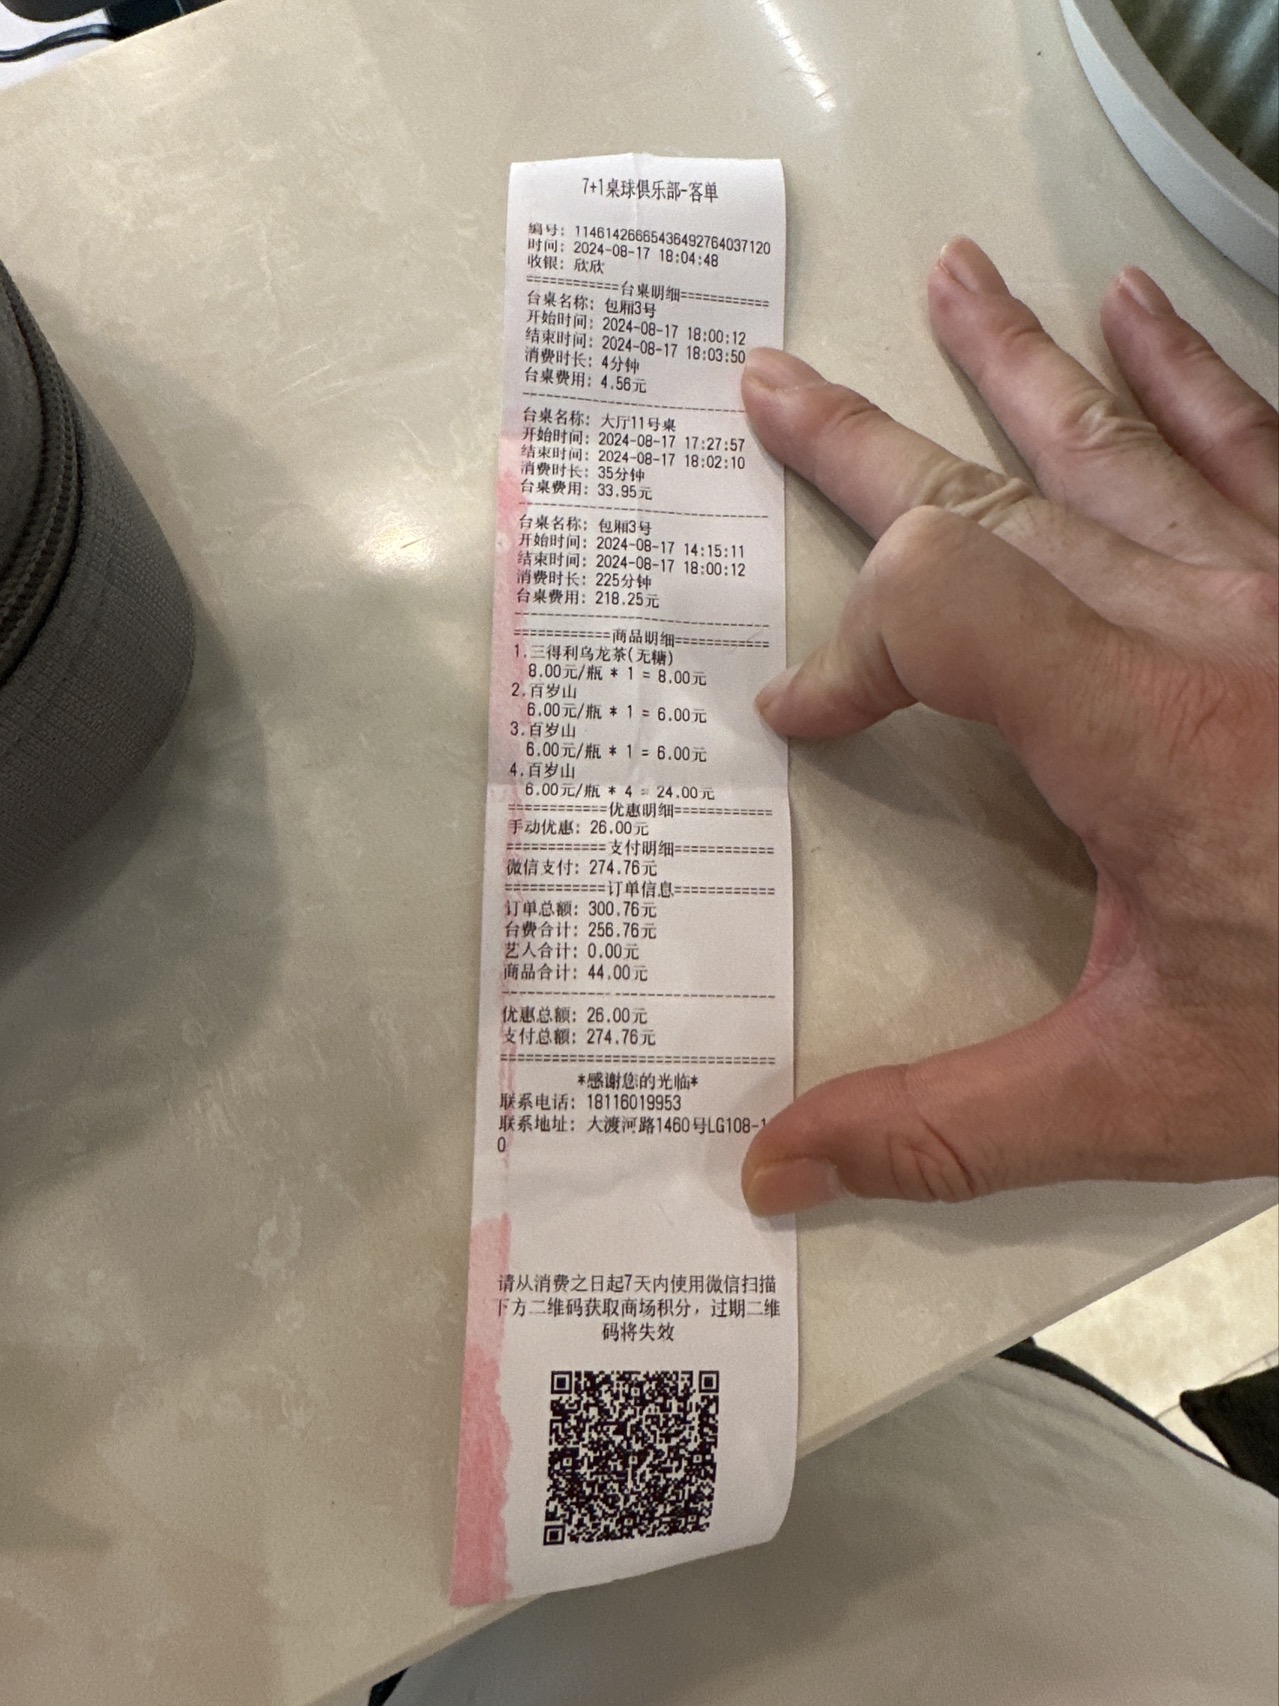 7+1桌球俱乐部-客单
编号: 11461426665436492764037120
时间: 2024-08-17 18:04:48
收银: 欣欣
============台桌明细============
台桌名称: 包厢3号
开始时间: 2024-08-17 18:00:12
结束时间: 2024-08-17 18:03:50
消费时长: 4分钟
台桌费用: 4.56元
--------------------------------
台桌名称: 大厅11号桌
开始时间: 2024-08-17 17:27:57
结束时间: 2024-08-17 18:02:10
消费时长: 35分钟
台桌费用: 33.95元
--------------------------------
台桌名称: 包厢3号
开始时间: 2024-08-17 14:15:11
结束时间: 2024-08-17 18:00:12
消费时长: 225分钟
台桌费用: 218.25元
--------------------------------
============商品明细============
1.三得利乌龙茶(无糖)
8.00元/瓶 * 1 = 8.00元
2.百岁山
6.00元/瓶 * 1 = 6.00元
3.百岁山
6.00元/瓶 * 1 = 6.00元
4.百岁山
6.00元/瓶 * 4 = 24.00元
============优惠明细============
手动优惠: 26.00元
============支付明细============
微信支付: 274.76元
============订单信息============
订单总额: 300.76元
台费合计: 256.76元
艺人合计: 0.00元
商品合计: 44.00元
--------------------------------
优惠总额: 26.00元
支付总额: 274.76元
================================
*感谢您的光临*
联系电话: 18116019953
联系地址: 大渡河路1460号LG108-1
0
请从消费之日起7天内使用微信扫描
下方二维码获取商场积分，过期二维
码将失效